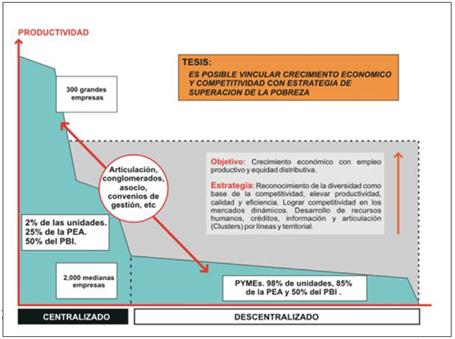 PRODUCTIVIDAD
TESIS:
ES POSIBLE VINCULAR CRECIMIENTO ECONOMICO
Y COMPETITIVIDAD CON ESTRATEGIA DE
SUPERACION DE LA POBREZA
300 grandes
empresas
Articulación,
conglomerados,
asocio,
convenios de
gestión, etc
Objetivo: Crecimiento económico con empleo
productivo y equidad distributiva.
Estrategia: Reconocimiento de la diversidad como
base de la competitividad, elevar productividad,
calidad y eficiencia. Lograr competitividad en los
mercados dinámicos. Desarrollo de recursos
humanos, créditos, información y articulación
(Clusters) por líneas y territorial.
2% de las unidades.
25% de la PEA.
50% del PBI.
2,000 medianas
empresas
PYMEs. 98% de unidades, 85%
de la PEA y 50% del PBI .
CENTRALIZADO
DESCENTRALIZADO